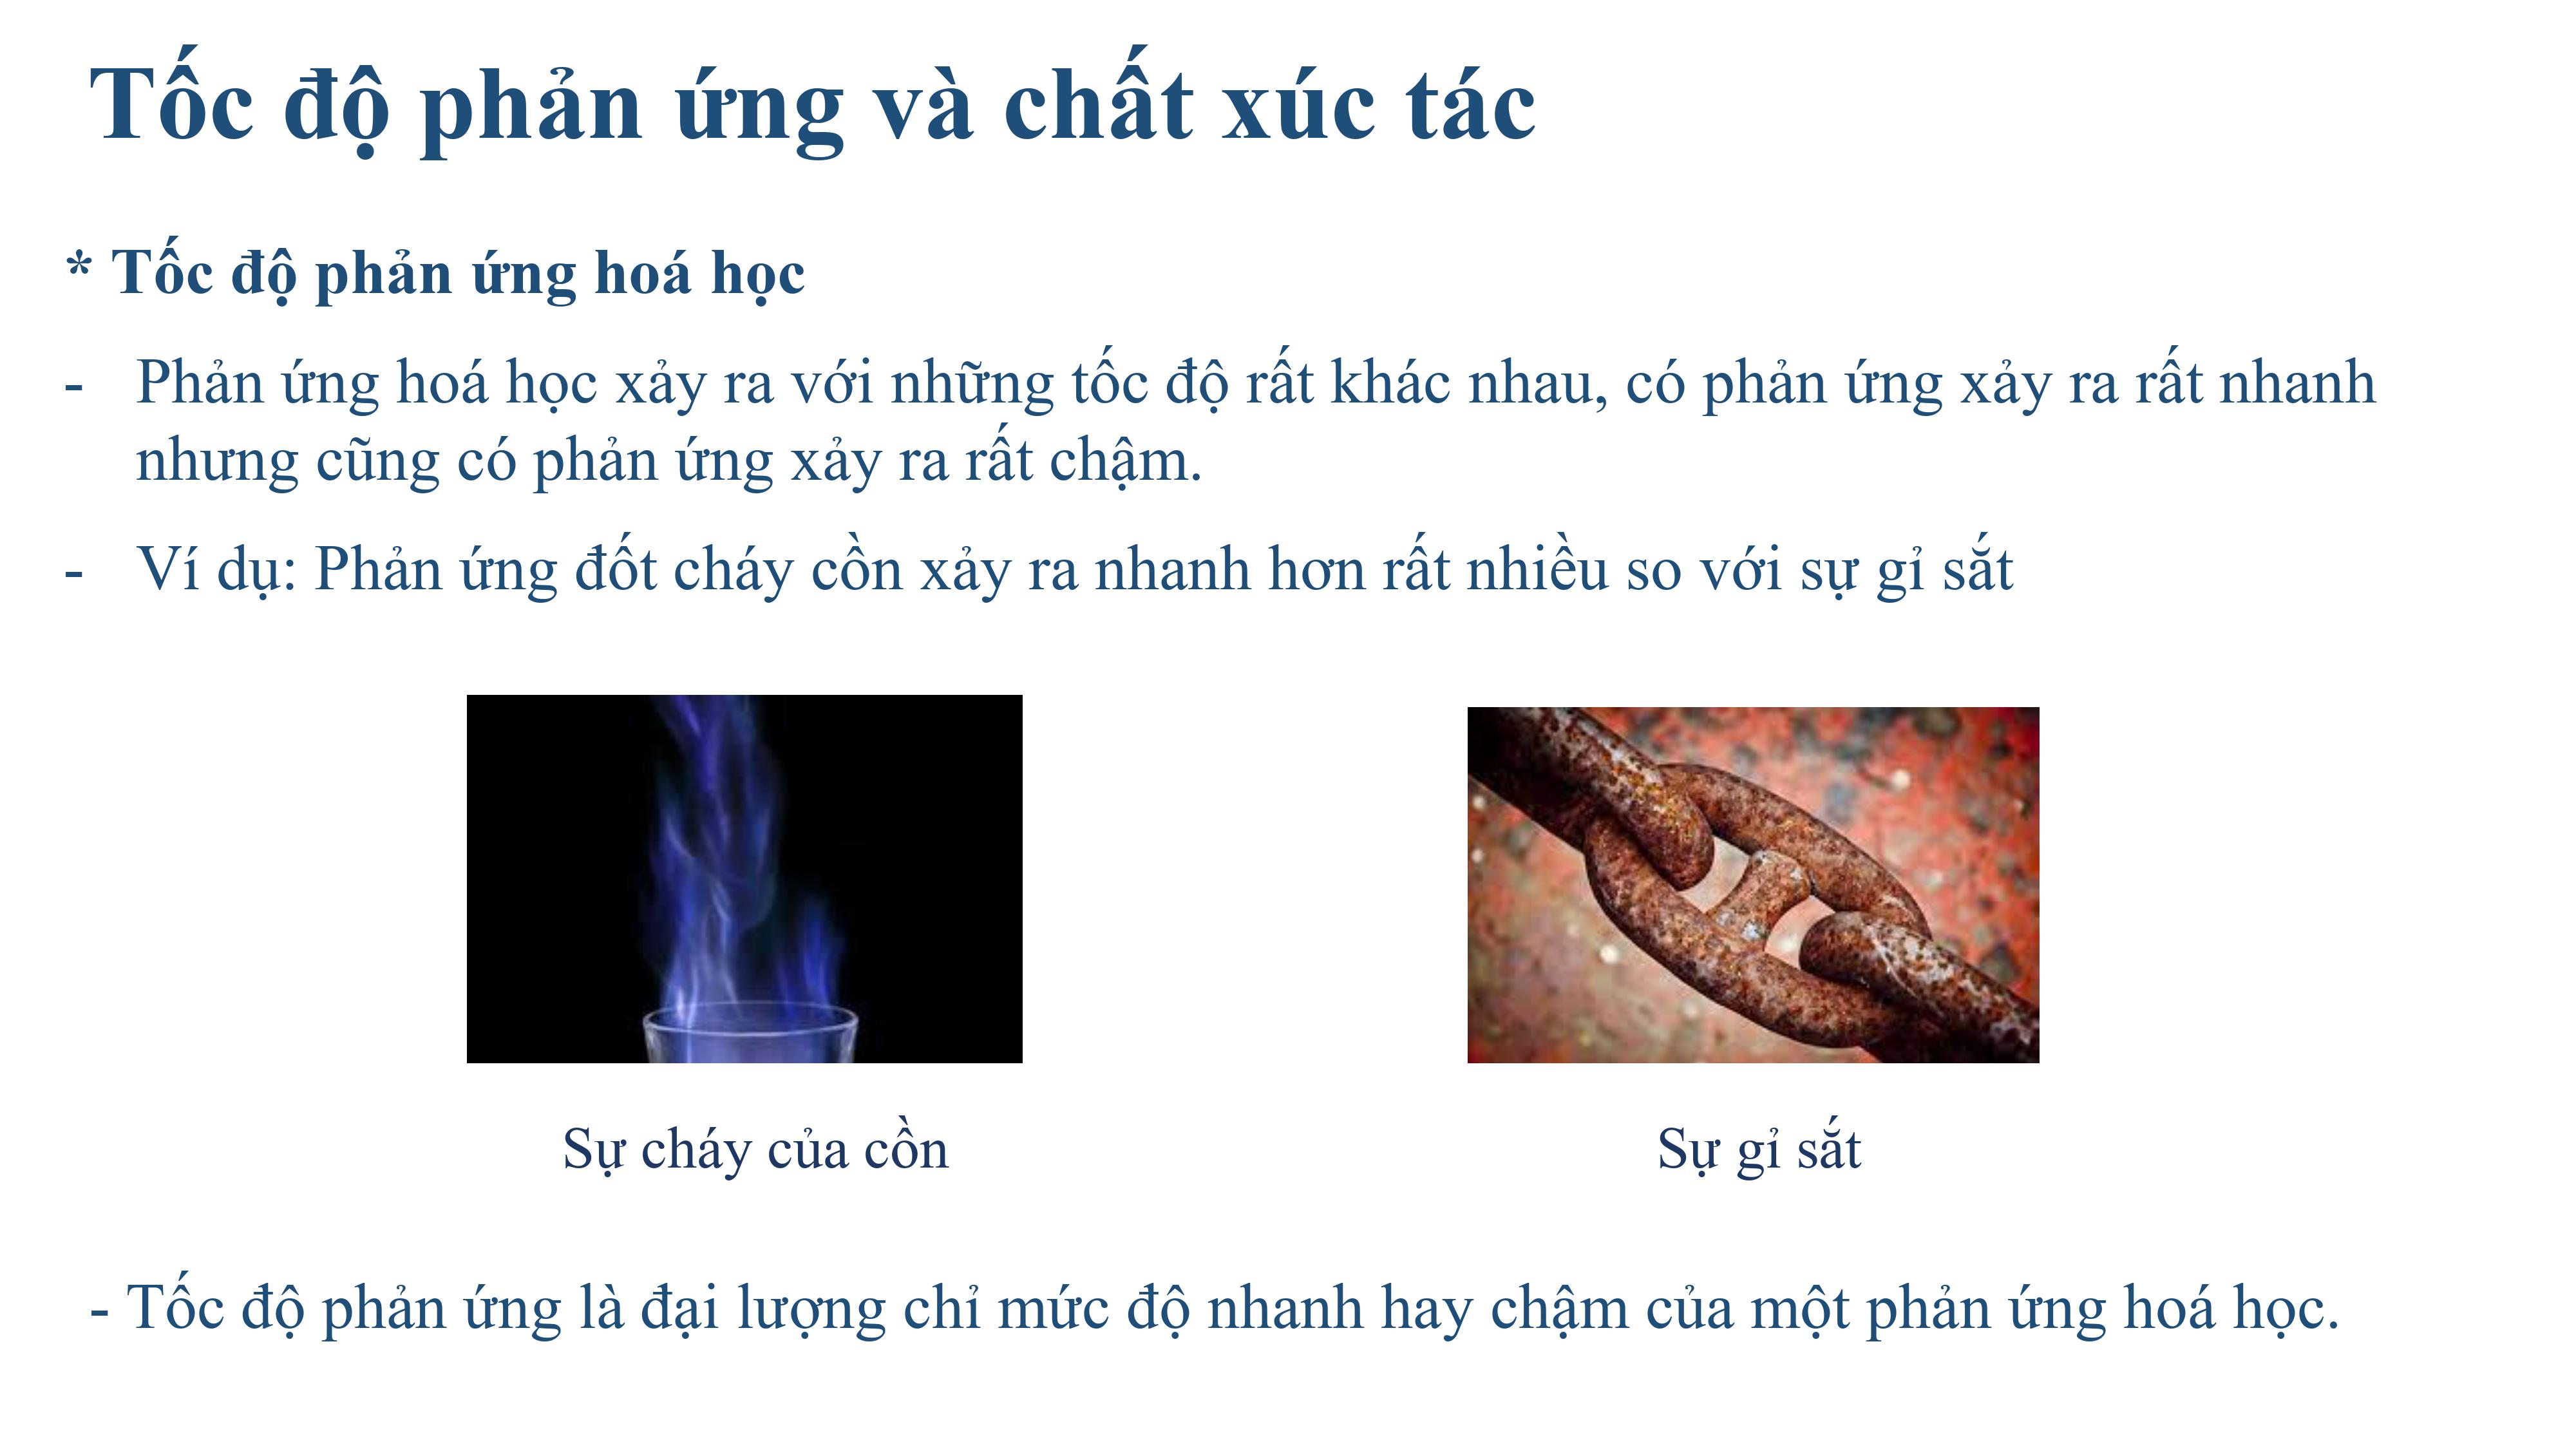 Tốc độ phản ứng và chất xúc tác
* Tốc độ phản ứng hoá học
- Phản ứng hoá học xảy ra với những tốc độ rất khác nhau, có phản ứng xảy ra rất nhanh
nhưng cũng có phản ứng xảy ra rất chậm.
- Ví dụ: Phản ứng đốt cháy cồn xảy ra nhanh hơn rất nhiều so với sự gỉ sắt
Sự cháy của cồn
Sự gỉ sắt
- Tốc độ phản ứng là đại lượng chỉ mức độ nhanh hay chậm của một phản ứng hoá học.